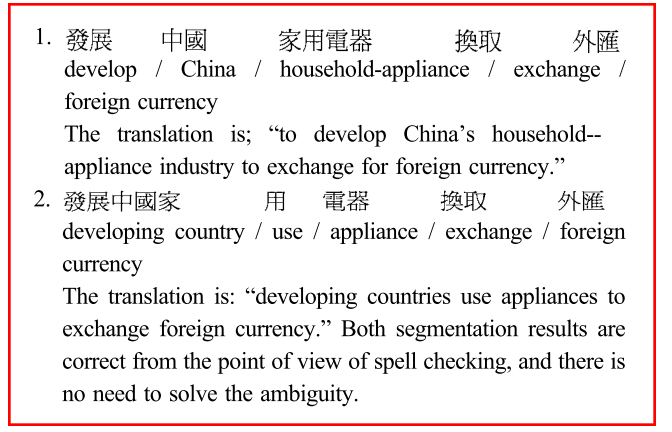 1. 發展 中國 家用電器 換取 外匯
develop / China / household-appliance / exchange /
foreign currency
The translation is; “to develop China’s household--
appliance industry to exchange for foreign currency.”
2. 發展中國家 用 電器 換取 外匯
developing country / use / appliance / exchange / foreign
currency
The translation is: “developing countries use appliances to
exchange foreign currency.” Both segmentation results are
correct from the point of view of spell checking, and there is
no need to solve the ambiguity.